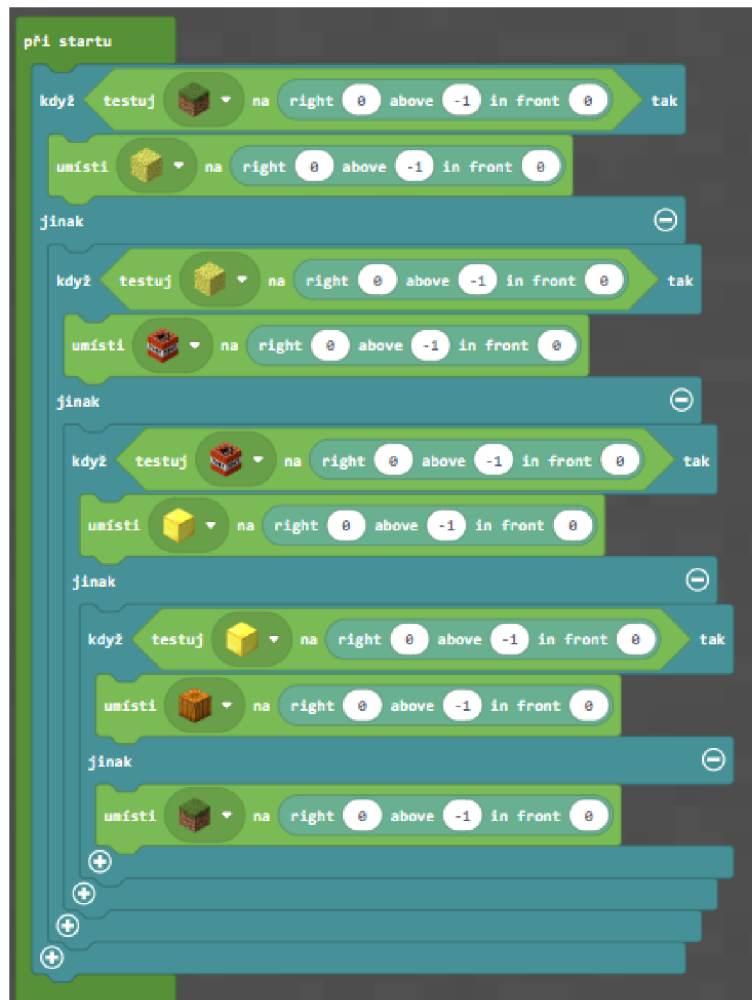 při startu
když testuj na right 0 above -1 in front 0 tak
umísti na right 0 above -1 in front 0
jinak
když testuj na right 0 above -1 in front 0 tak
umísti na right 0 above -1 in front 0
jinak
když testuj na right 0 above -1 in front 0 tak
umísti na right 0 above -1 in front 0
jinak
když testuj na right 0 above -1 in front 0 tak
umísti na right 0 above -1 in front 0
jinak
umísti na right 0 above -1 in front 0